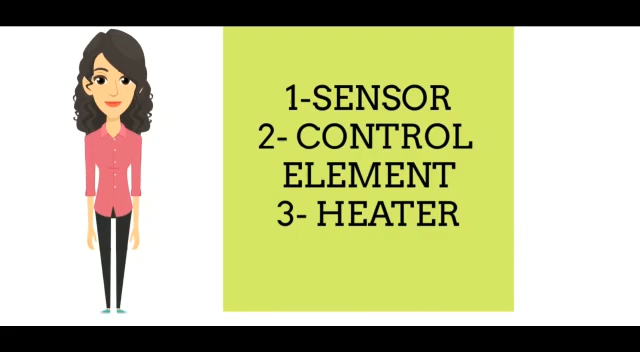 1-SENSOR
2- CONTROL
ELEMENT
3- HEATER